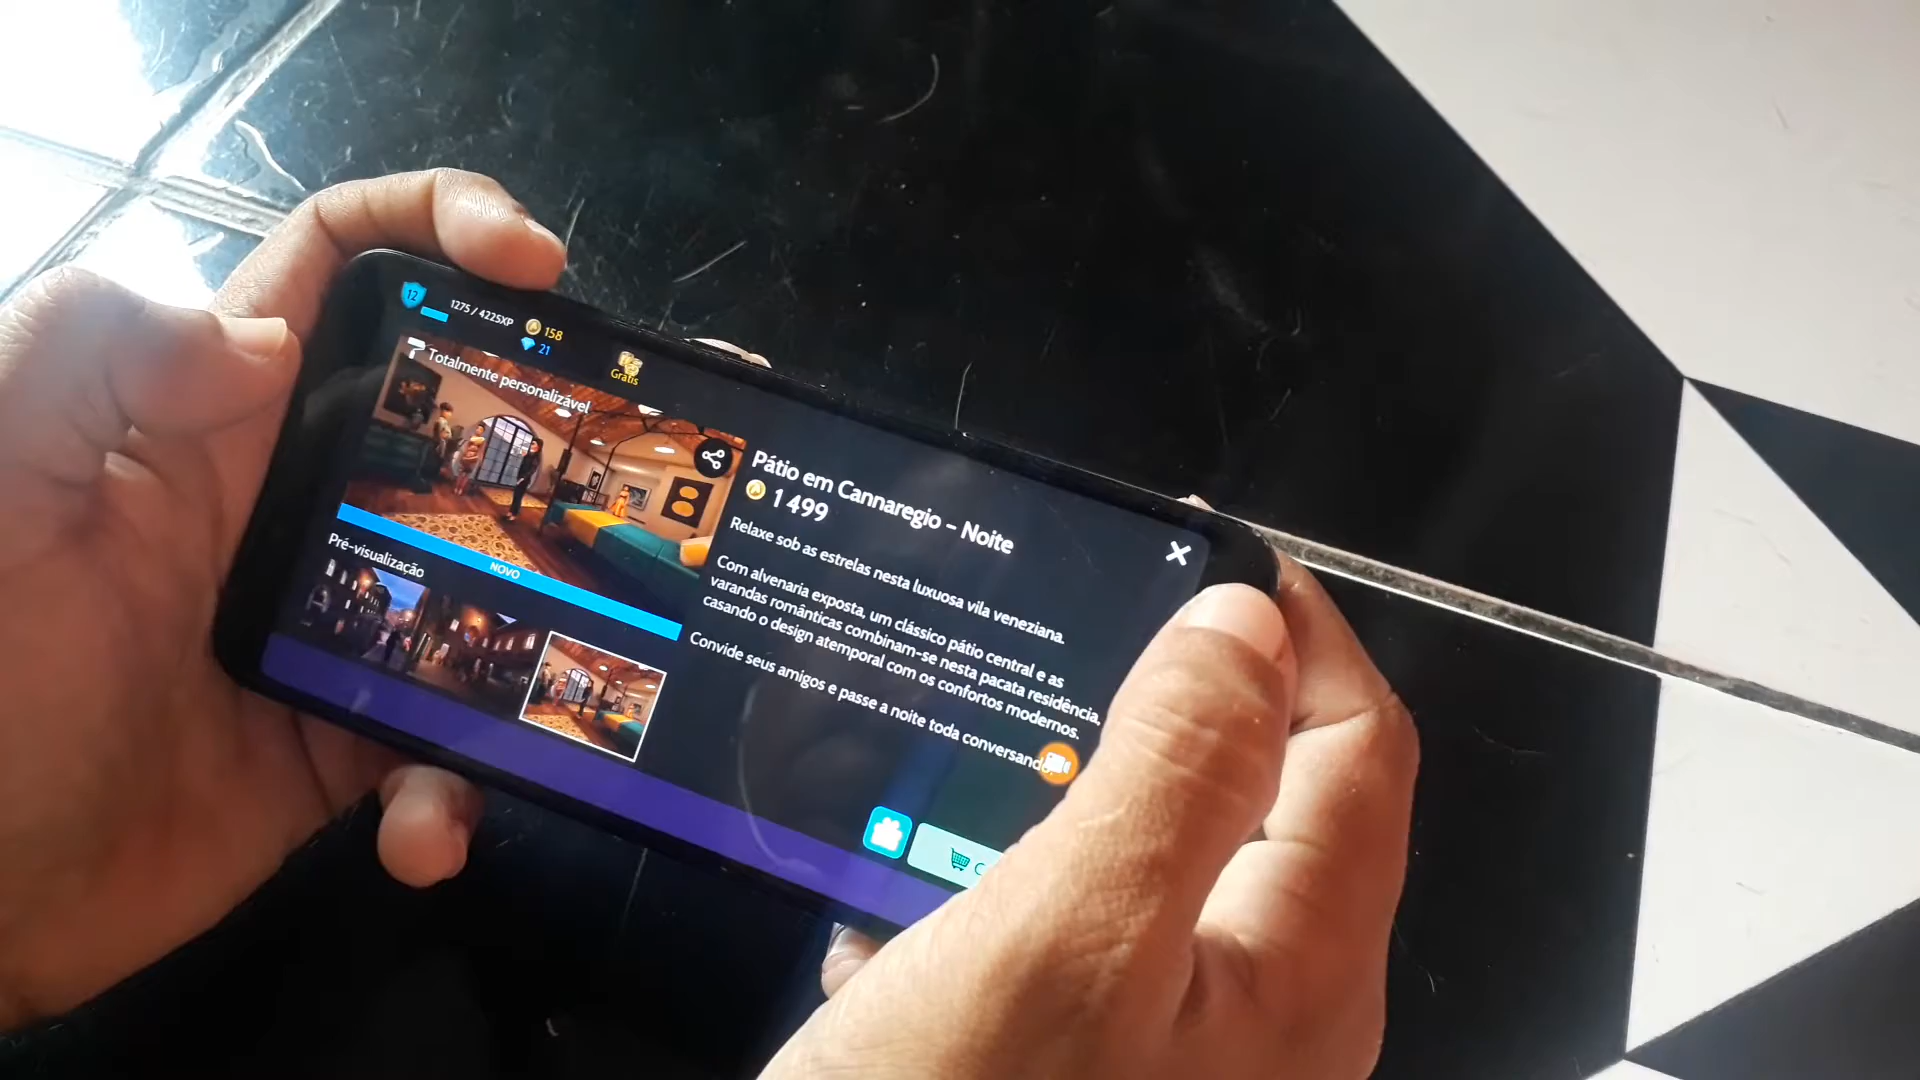 12
1275 / 4225XP
158
21
Gratis
Totalmente personalizável
NOVO
Pré-visualização
Pátio em Cannaregio – Noite
1 499
Relaxe sob as estrelas nesta luxuosa vila veneziana.
Com alvenaria exposta, um clássico pátio central e as
varandas românticas combinam-se nesta pacata residência,
casando o design atemporal com os confortos modernos.
Convide seus amigos e passe a noite toda conversando